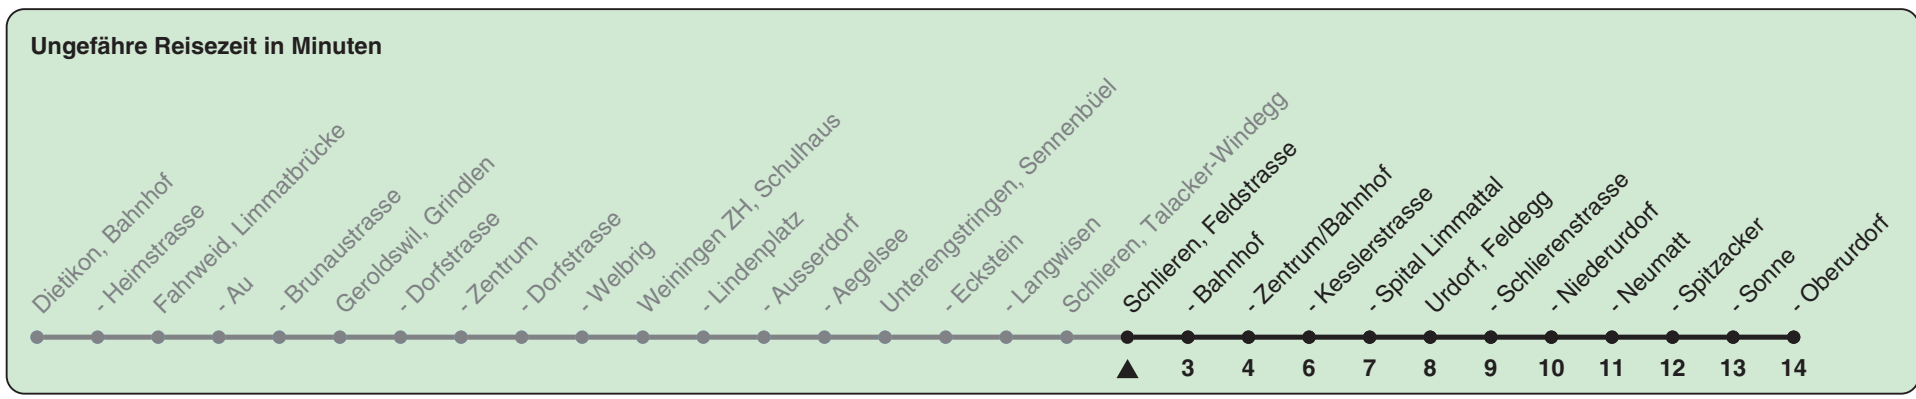 Ungefähre Reisezeit in Minuten
Dietikon, Bahnhof
- Heimstrasse
Fahrweid, Limmatbrücke
- Au
- Brunaustrasse
Geroldswil, Grindlen
- Dorfstrasse
- Zentrum
- Dorfstrasse
- Welbrig
Weiningen ZH, Schulhaus
- Lindenplatz
- Ausserdorf
- Aegelsee
Unterengstringen, Sennenbüel
- Eckstein
- Langwisen
Schlieren, Talacker-Windegg
Schlieren, Feldstrasse
- Bahnhof
- Zentrum/Bahnhof
- Kesslerstrasse
- Spital Limmattal
Urdorf, Feldegg
- Schlierenstrasse
- Niederurdorf
- Neumatt
- Spitzacker
- Sonne
- Oberurdorf
3 4 6 7 8 9 10 11 12 13 14